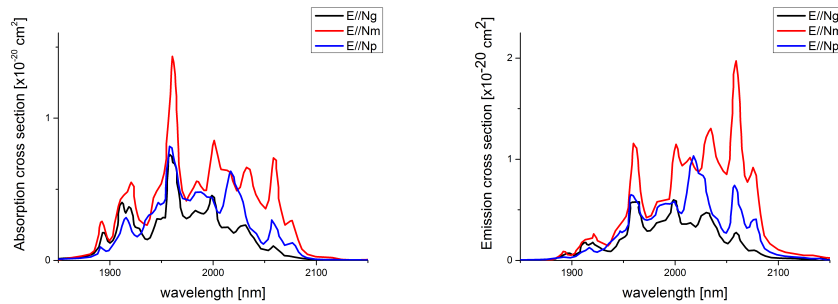 E//Ng
E//Nm
E//Np
Absorption cross section [x10⁻²⁰ cm²]
1
0
1900
2000
2100
wavelength [nm]
E//Ng
E//Nm
E//Np
Emission cross section [x10⁻20 cm²]
2
1
0
1900
2000
2100
wavelength [nm]